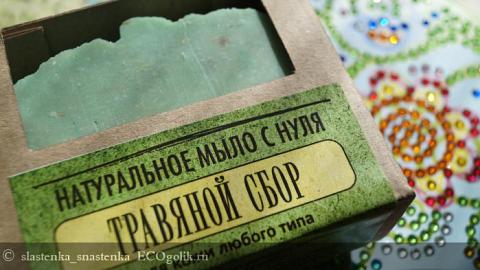 НАТУРАЛЬНОЕ МЫЛО С НУЛЯ
ТРАВЯНОЙ СБОР
кожи любого типа
© slastenka_snastenka ECOgolik.ru